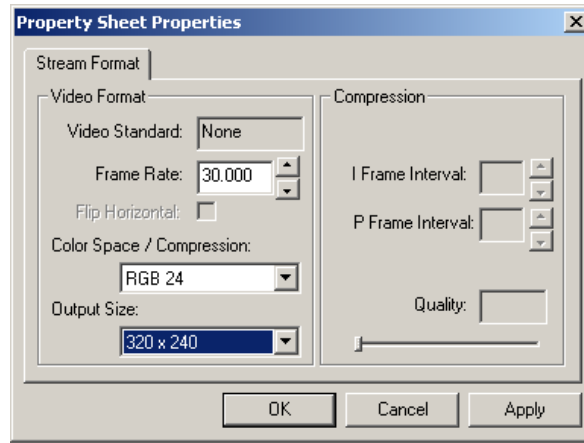 Property Sheet Properties
Stream Format
Video Format
Video Standard: None
Frame Rate: 30.000
Flip Horizontal:
Color Space / Compression:
RGB 24
Output Size:
320 x 240
Compression
I Frame Interval:
P Frame Interval:
Quality:
OK Cancel Apply